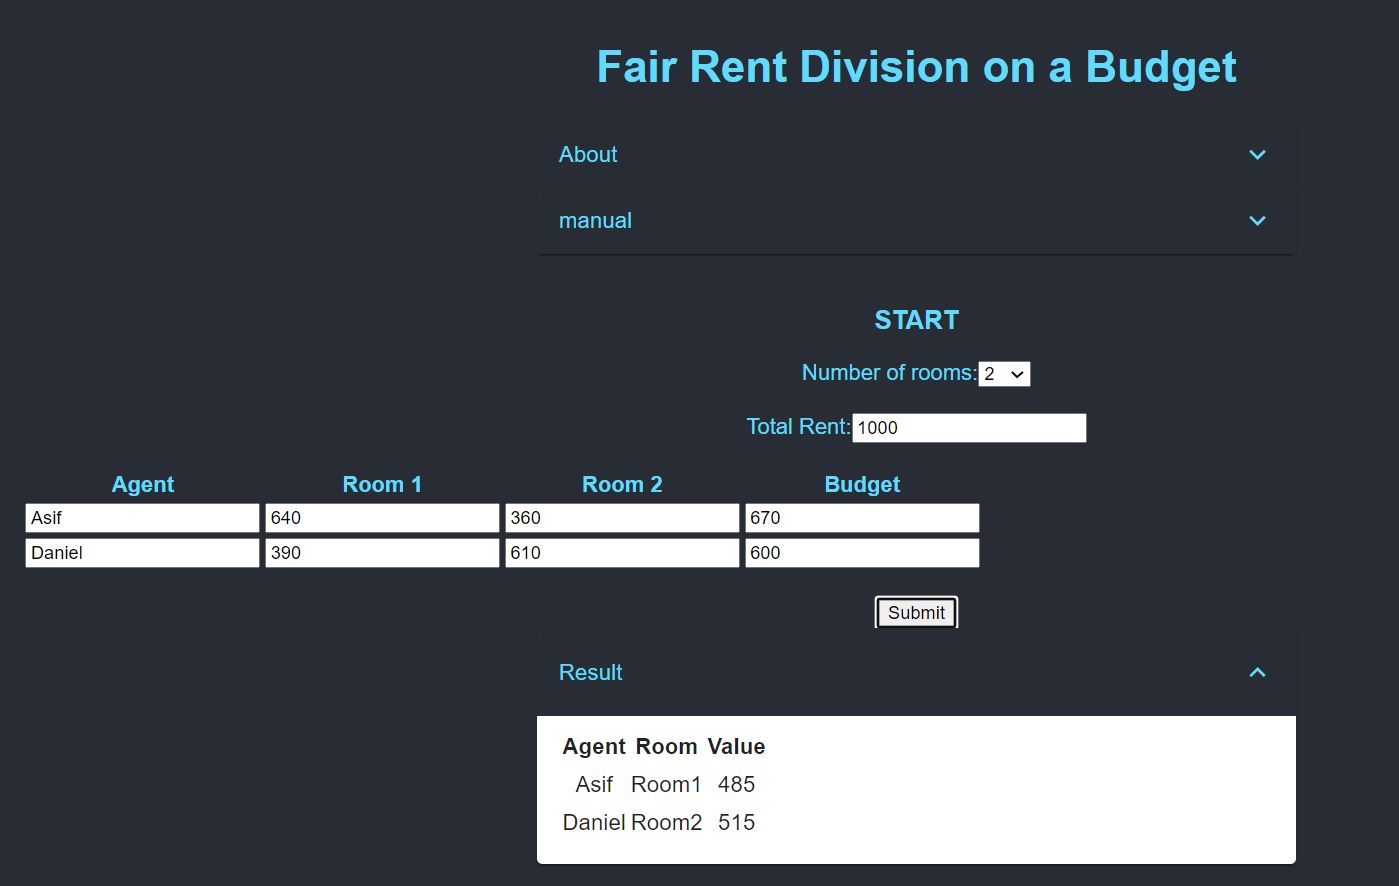 Fair Rent Division on a Budget
About
manual
START
Number of rooms: 2
Total Rent: 1000
Agent Room 1 Room 2 Budget
Asif 640 360 670
Daniel 390 610 600
Submit
Result
Agent Room Value
Asif Room1 485
Daniel Room2 515